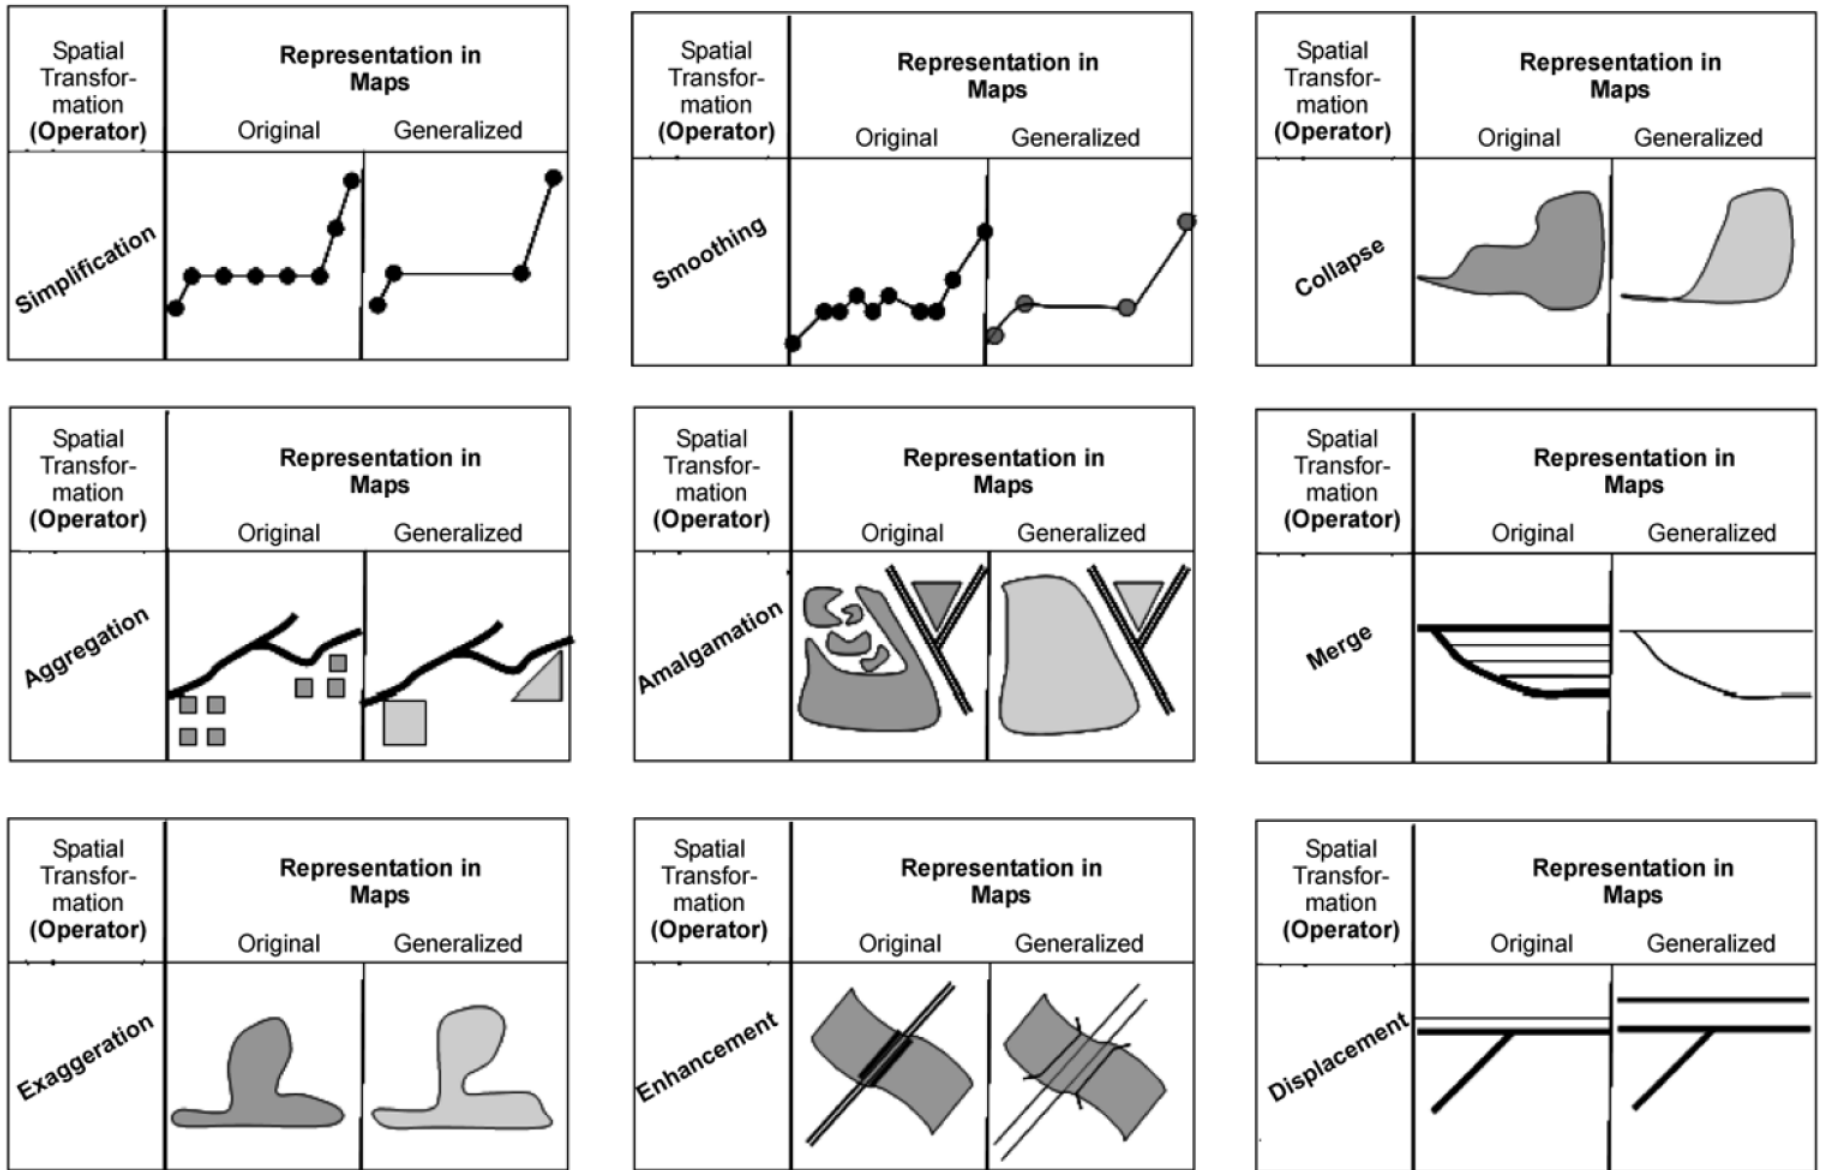 Spatial
Transfor-
mation
(Operator)
Representation in
Maps
Original
Generalized
Simplification
Spatial
Transfor-
mation
(Operator)
Representation in
Maps
Original
Generalized
Smoothing
Spatial
Transfor-
mation
(Operator)
Representation in
Maps
Original
Generalized
Collapse
Spatial
Transfor-
mation
(Operator)
Representation in
Maps
Original
Generalized
Aggregation
Spatial
Transfor-
mation
(Operator)
Representation in
Maps
Original
Generalized
Amalgamation
Spatial
Transfor-
mation
(Operator)
Representation in
Maps
Original
Generalized
Merge
Spatial
Transfor-
mation
(Operator)
Representation in
Maps
Original
Generalized
Exaggeration
Spatial
Transfor-
mation
(Operator)
Representation in
Maps
Original
Generalized
Enhancement
Spatial
Transfor-
mation
(Operator)
Representation in
Maps
Original
Generalized
Displacement